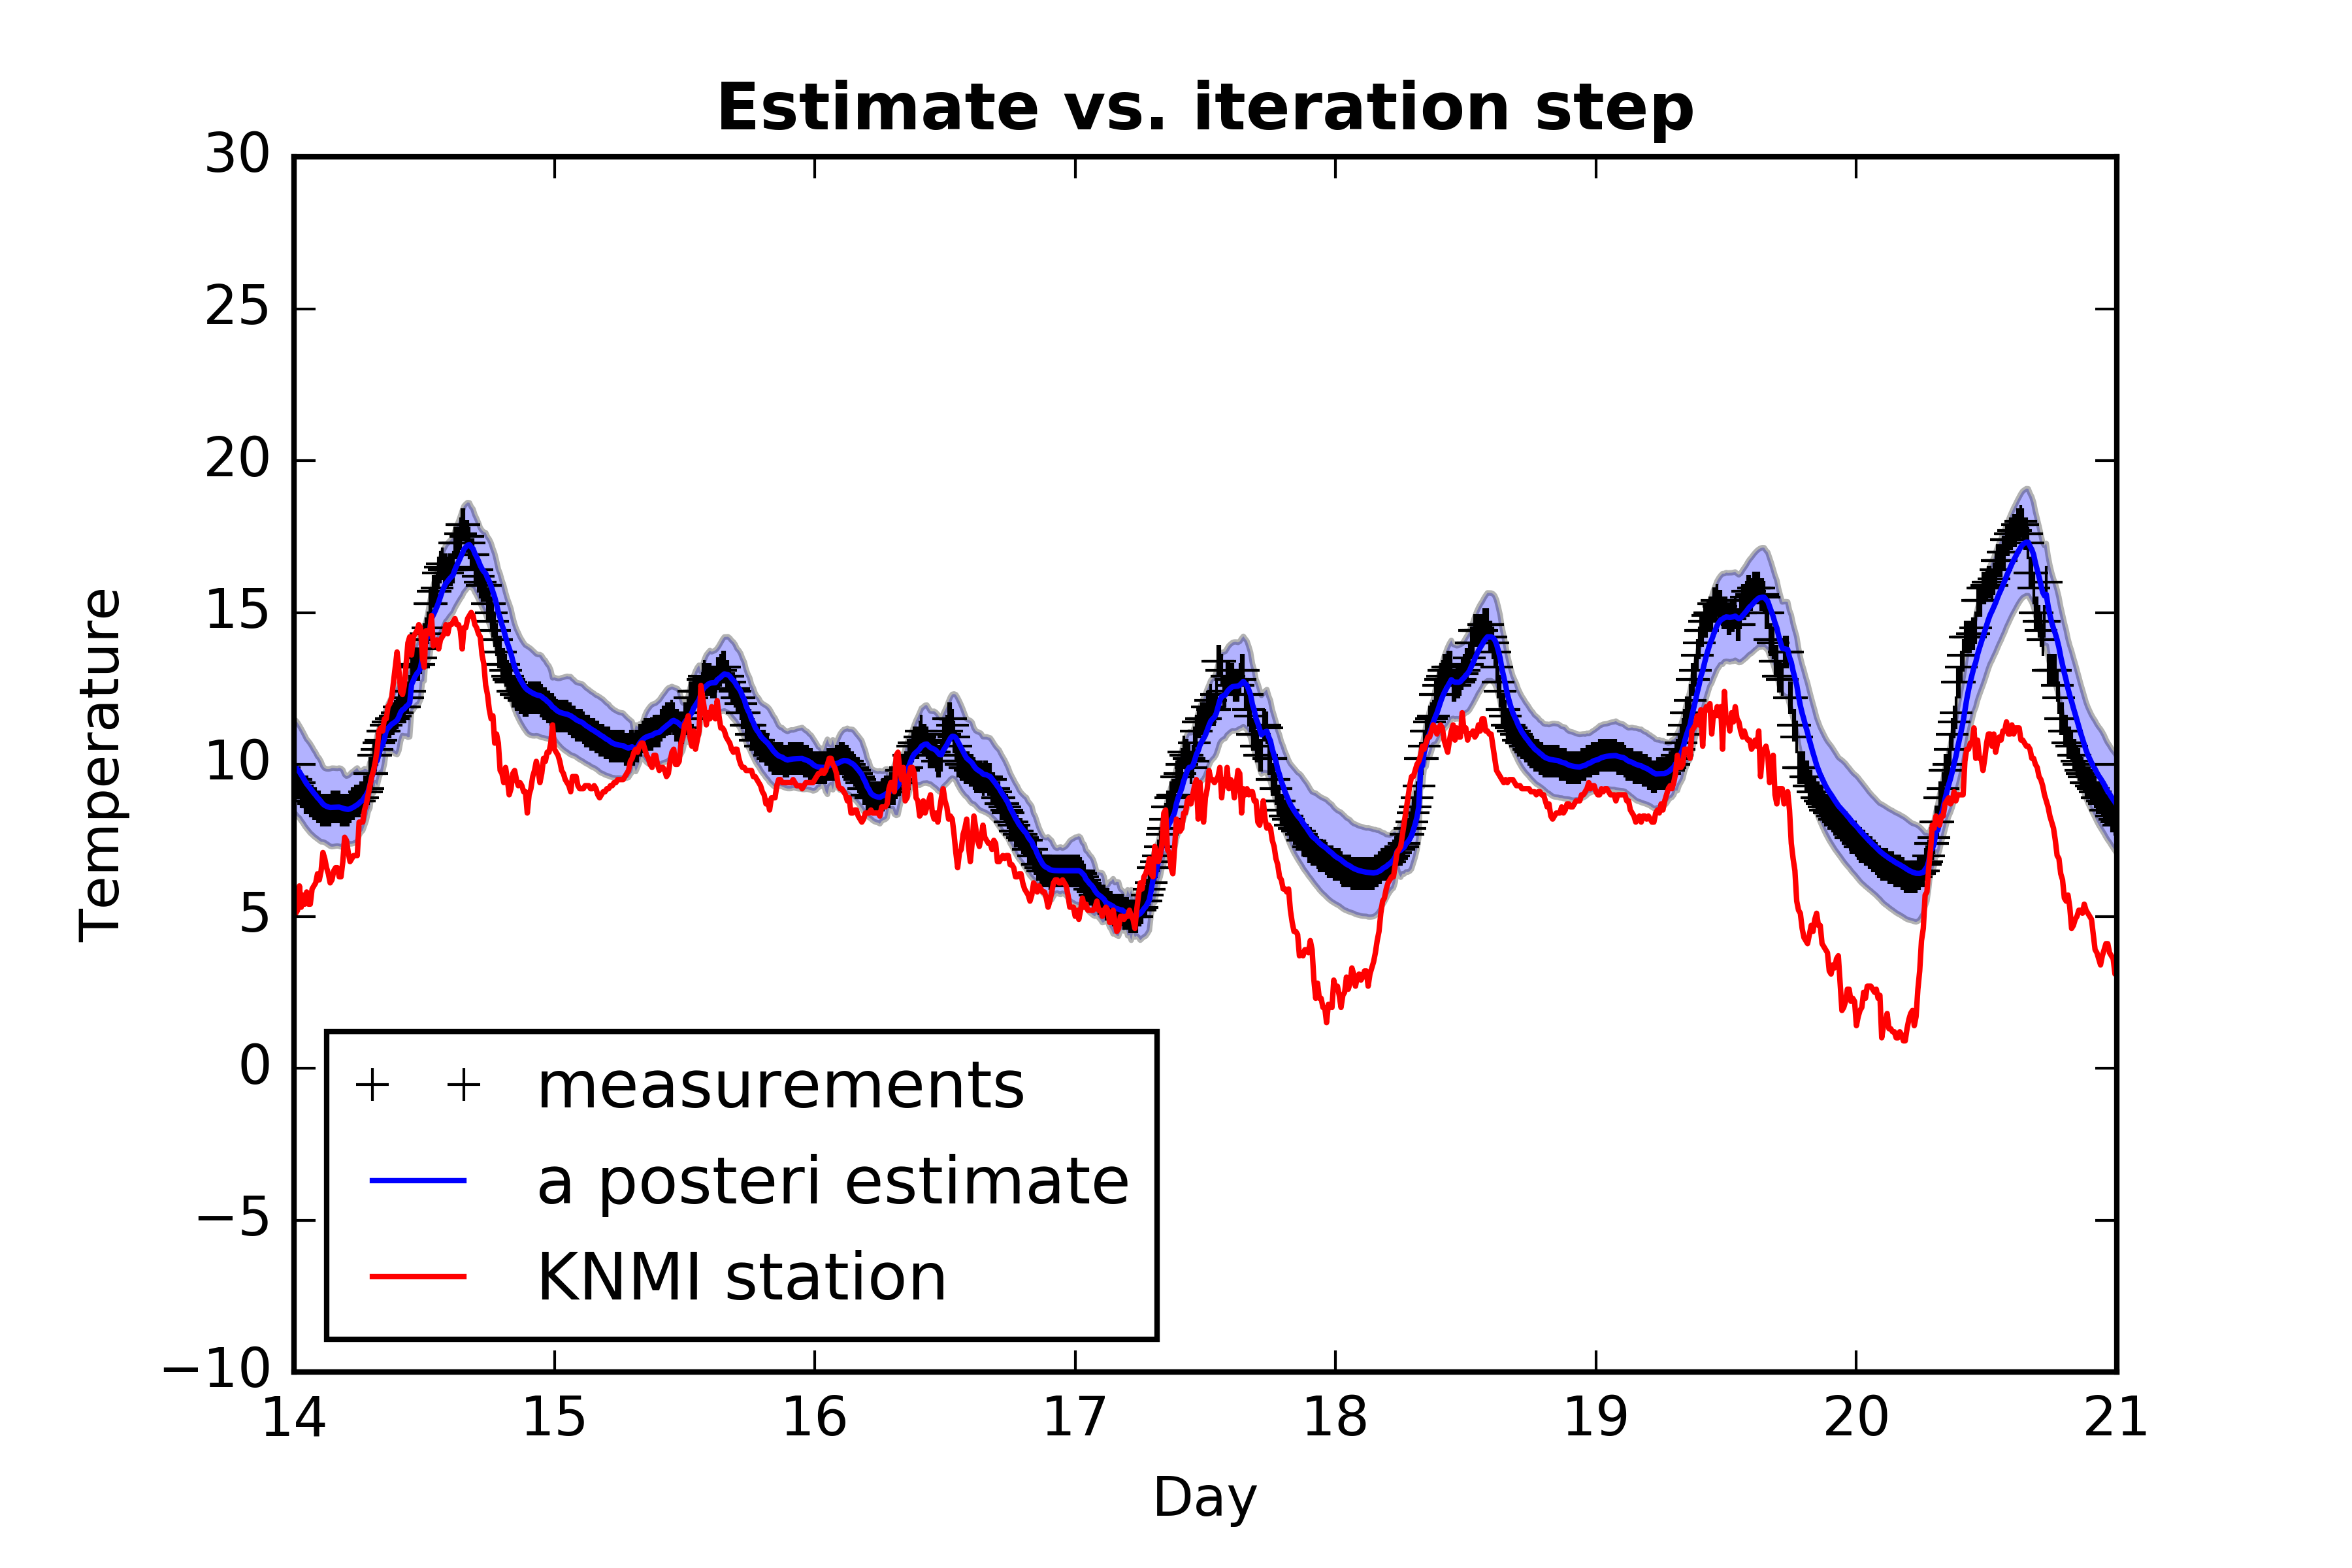 Estimate vs. iteration step
30
25
20
15
10
5
0
−5
−10
Temperature
measurements
a posteri estimate
KNMI station
14 15 16 17 18 19 20 21
Day